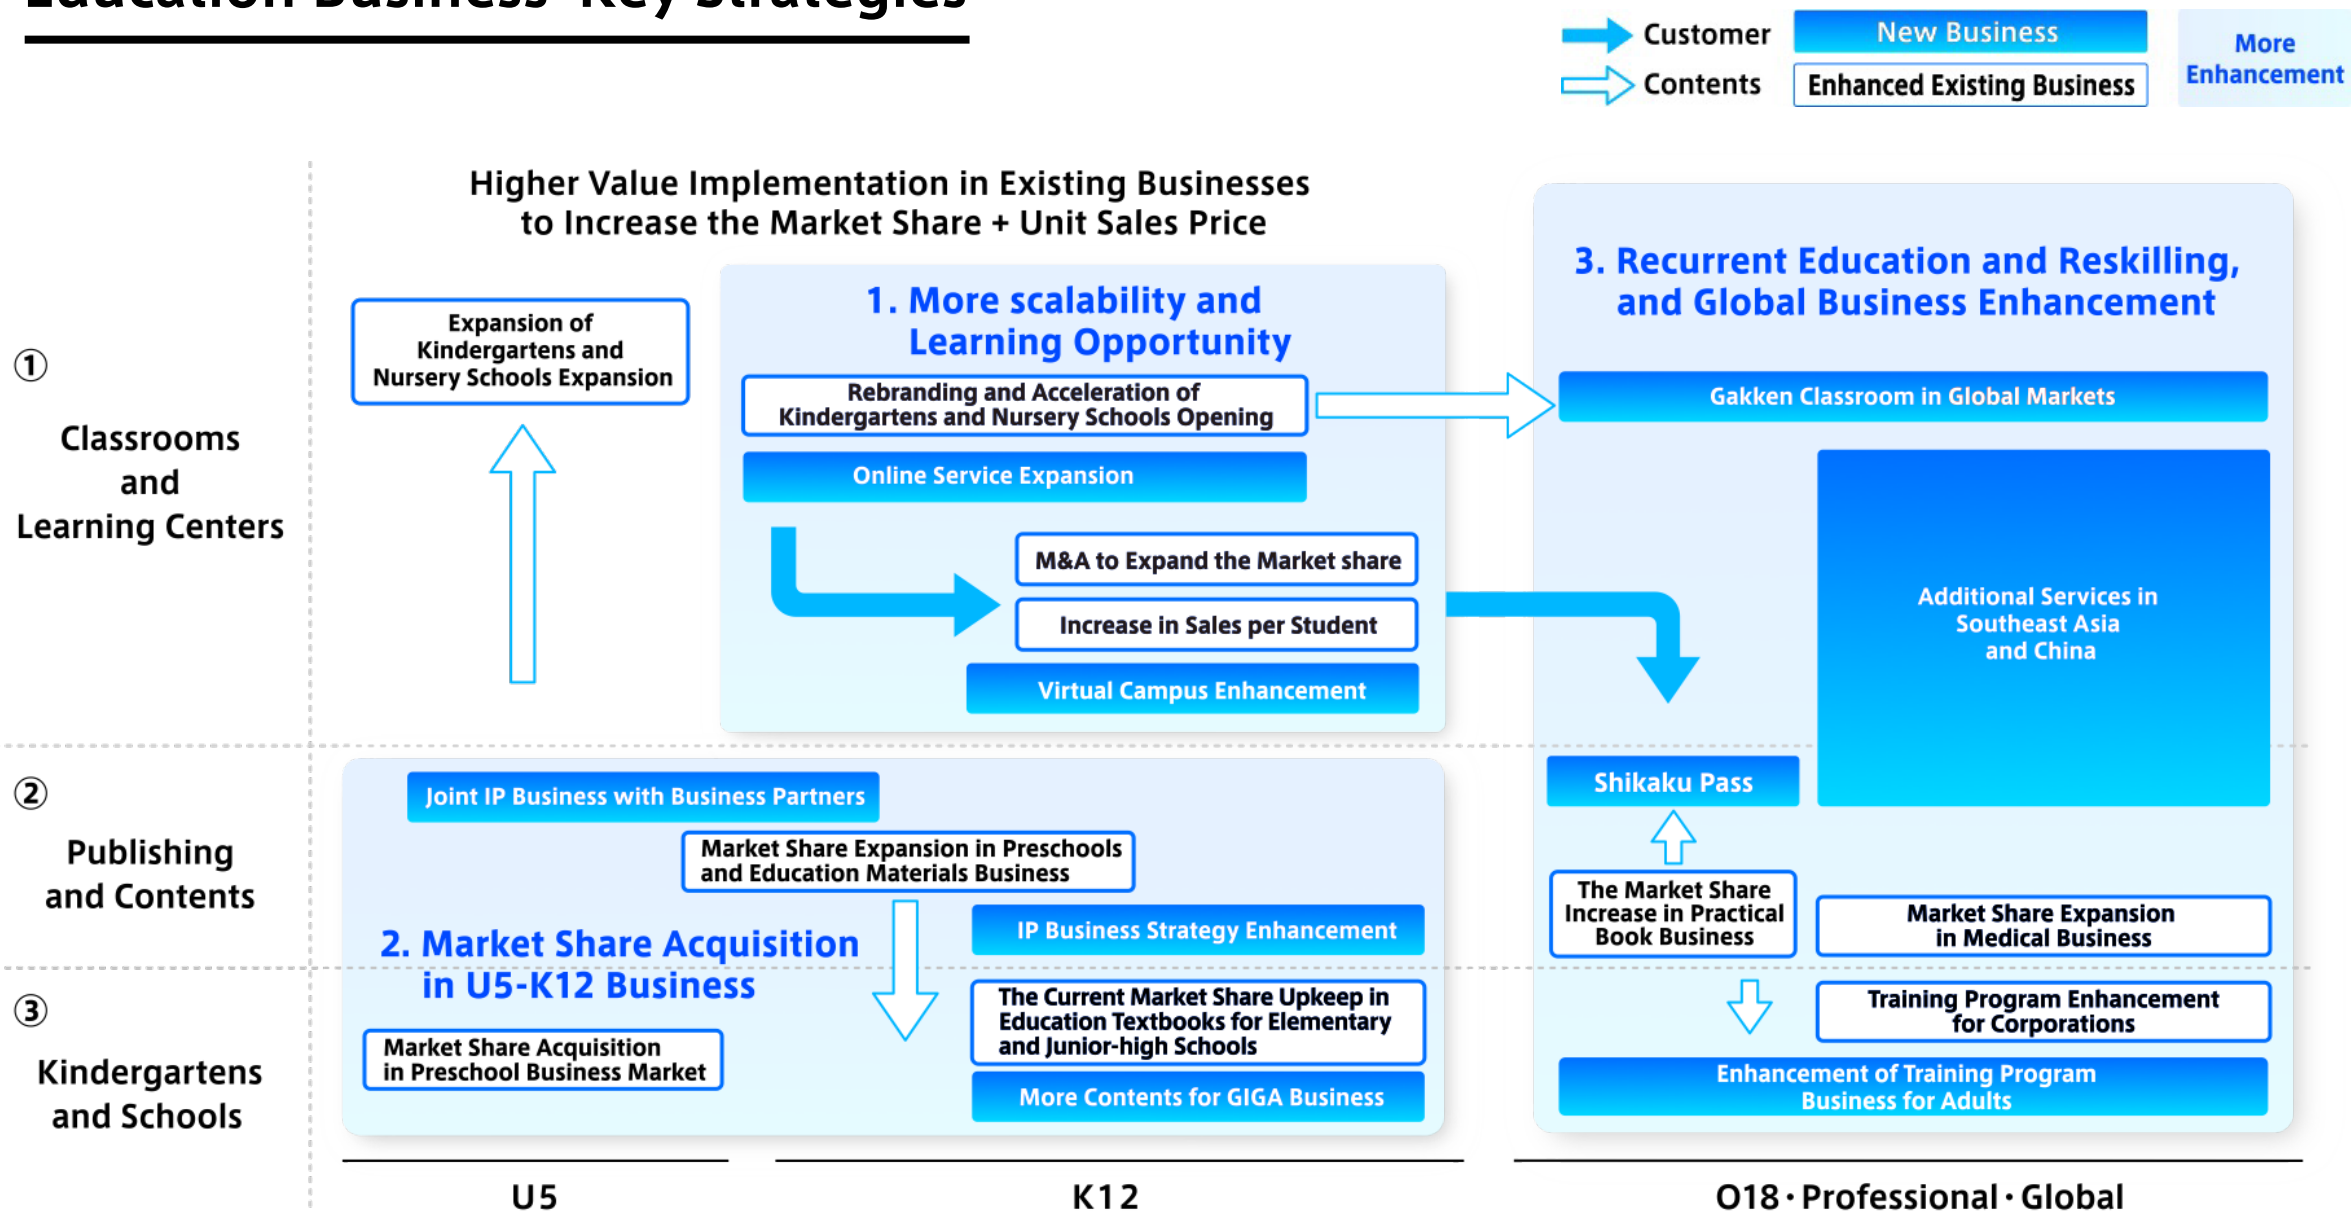 Education Business Key Strategies
Customer
New Business
More
Enhancement
Contents
Enhanced Existing Business
Higher Value Implementation in Existing Businesses
to Increase the Market Share + Unit Sales Price
①
Classrooms
and
Learning Centers
Expansion of
Kindergartens and
Nursery Schools Expansion
1. More scalability and
Learning Opportunity
Rebranding and Acceleration of
Kindergartens and Nursery Schools Opening
Online Service Expansion
M&A to Expand the Market share
Increase in Sales per Student
Virtual Campus Enhancement
3. Recurrent Education and Reskilling,
and Global Business Enhancement
Gakken Classroom in Global Markets
Additional Services in
Southeast Asia
and China
②
Publishing
and Contents
Joint IP Business with Business Partners
Market Share Expansion in Preschools
and Education Materials Business
IP Business Strategy Enhancement
2. Market Share Acquisition
in U5-K12 Business
Shikaku Pass
The Market Share
Increase in Practical
Book Business
Market Share Expansion
in Medical Business
③
Kindergartens
and Schools
Market Share Acquisition
in Preschool Business Market
The Current Market Share Upkeep in
Education Textbooks for Elementary
and Junior-high Schools
More Contents for GIGA Business
Training Program Enhancement
for Corporations
Enhancement of Training Program
Business for Adults
U5
K12
O18・Professional・Global